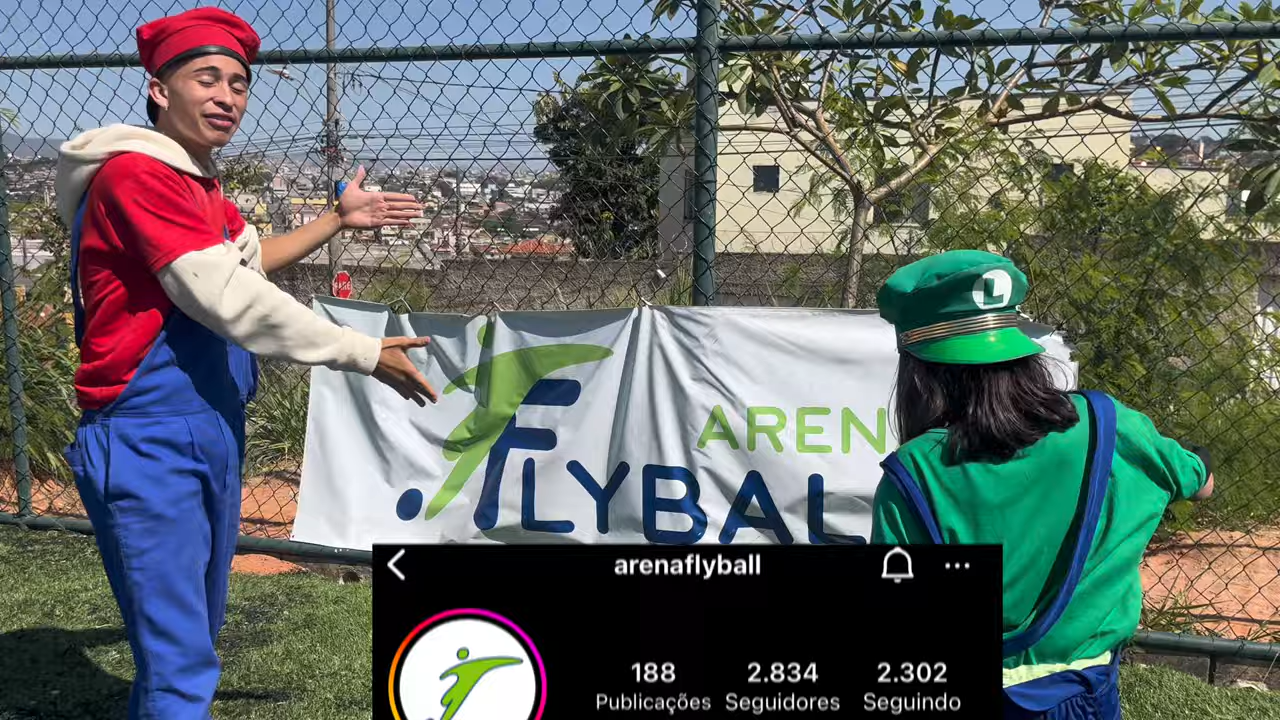 L
AREN
FLYBAL
arenaflyball
188 2.834 2.302
Publicações Seguidores Seguindo